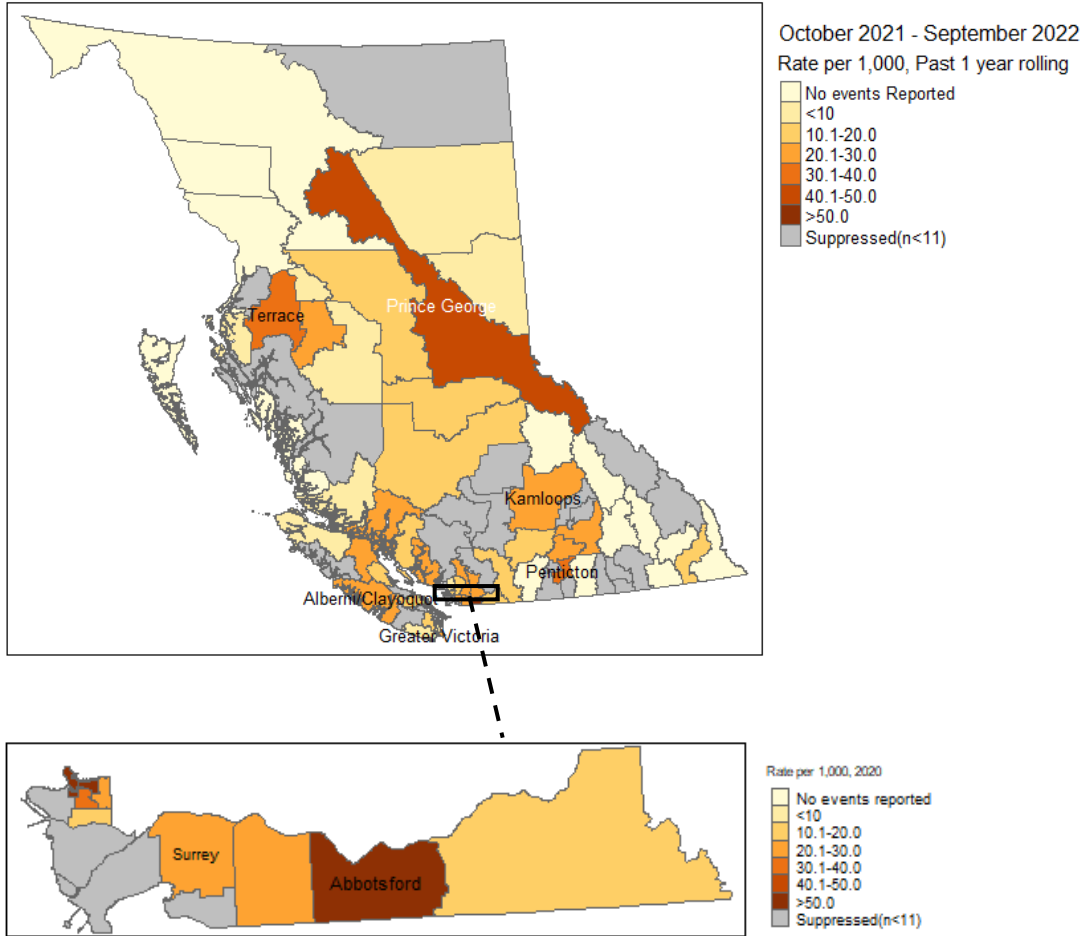 October 2021 - September 2022
Rate per 1,000, Past 1 year rolling
No events Reported
<10
10.1-20.0
20.1-30.0
30.1-40.0
40.1-50.0
>50.0
Suppressed(n<11)
Prince George
Terrace
Kamloops
Penticton
Alberni/Clayoquot
Greater Victoria
Rate per 1,000, 2020
No events reported
<10
10.1-20.0
20.1-30.0
30.1-40.0
40.1-50.0
>50.0
Suppressed(n<11)
Surrey
Abbotsford